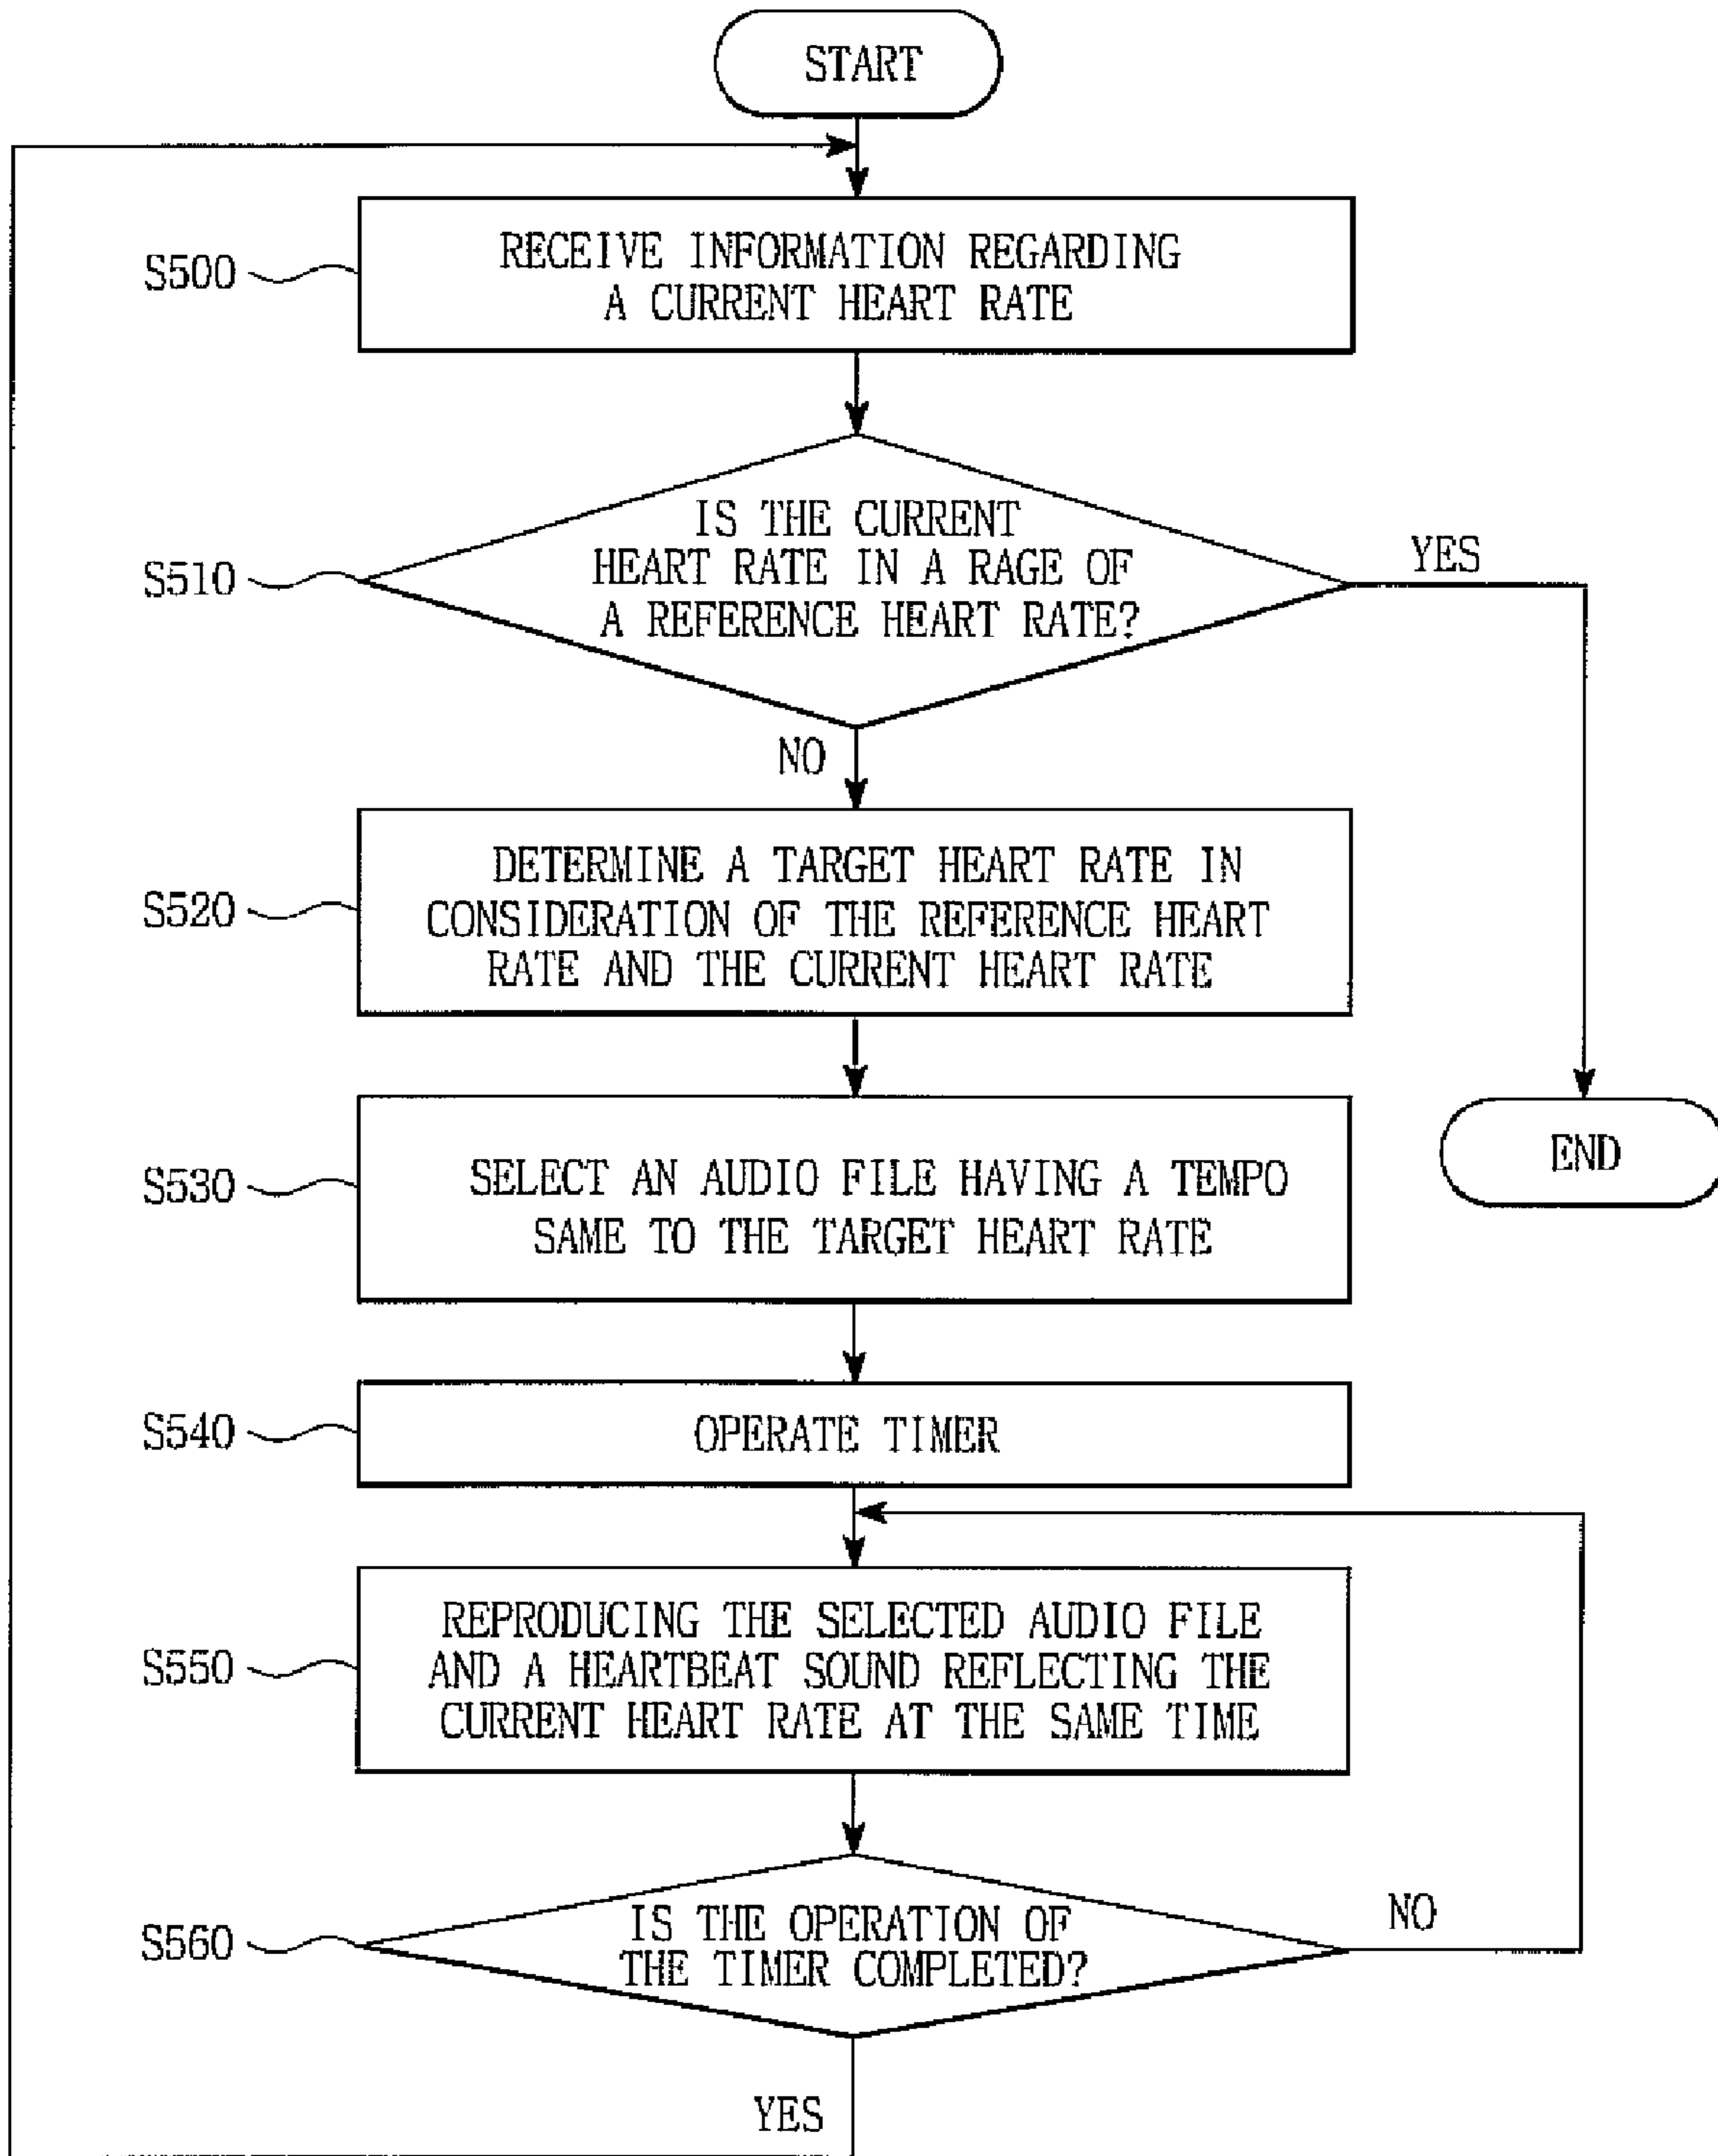 START
S500
RECEIVE INFORMATION REGARDING
A CURRENT HEART RATE
S510
IS THE CURRENT
HEART RATE IN A RAGE OF
A REFERENCE HEART RATE?
YES
NO
S520
DETERMINE A TARGET HEART RATE IN
CONSIDERATION OF THE REFERENCE HEART
RATE AND THE CURRENT HEART RATE
S530
SELECT AN AUDIO FILE HAVING A TEMPO
SAME TO THE TARGET HEART RATE
END
S540
OPERATE TIMER
S550
REPRODUCING THE SELECTED AUDIO FILE
AND A HEARTBEAT SOUND REFLECTING THE
CURRENT HEART RATE AT THE SAME TIME
S560
IS THE OPERATION OF
THE TIMER COMPLETED?
NO
YES